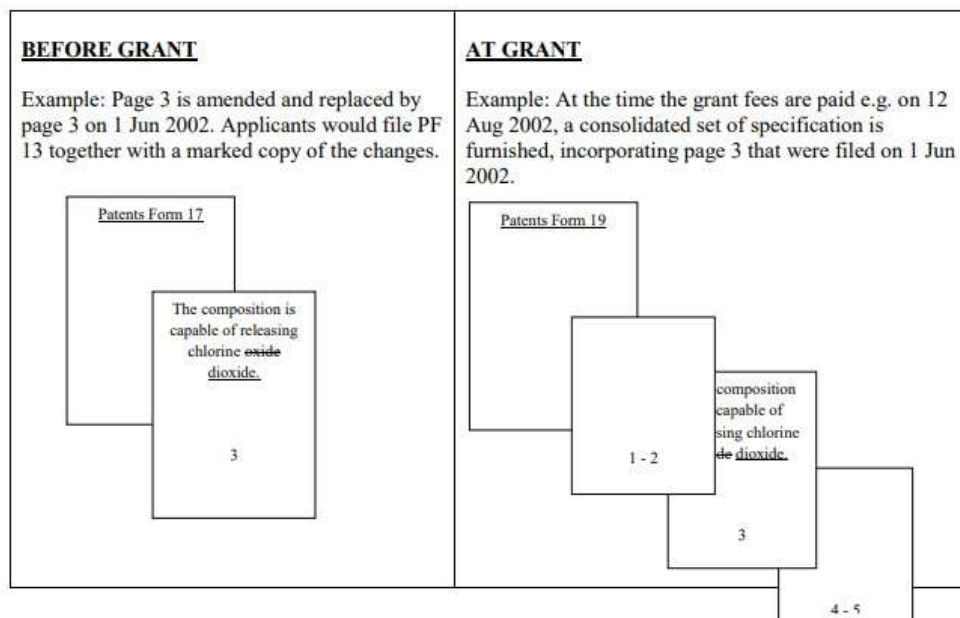 BEFORE GRANT
Example: Page 3 is amended and replaced by
page 3 on 1 Jun 2002. Applicants would file PF
13 together with a marked copy of the changes.
Patents Form 17
The composition is
capable of releasing
chlorine oxide
dioxide.
3
AT GRANT
Example: At the time the grant fees are paid e.g. on 12
Aug 2002, a consolidated set of specification is
furnished, incorporating page 3 that were filed on 1 Jun
2002.
Patents Form 19
1 - 2
composition
capable of
sing chlorine
de dioxide.
3
4 - 5